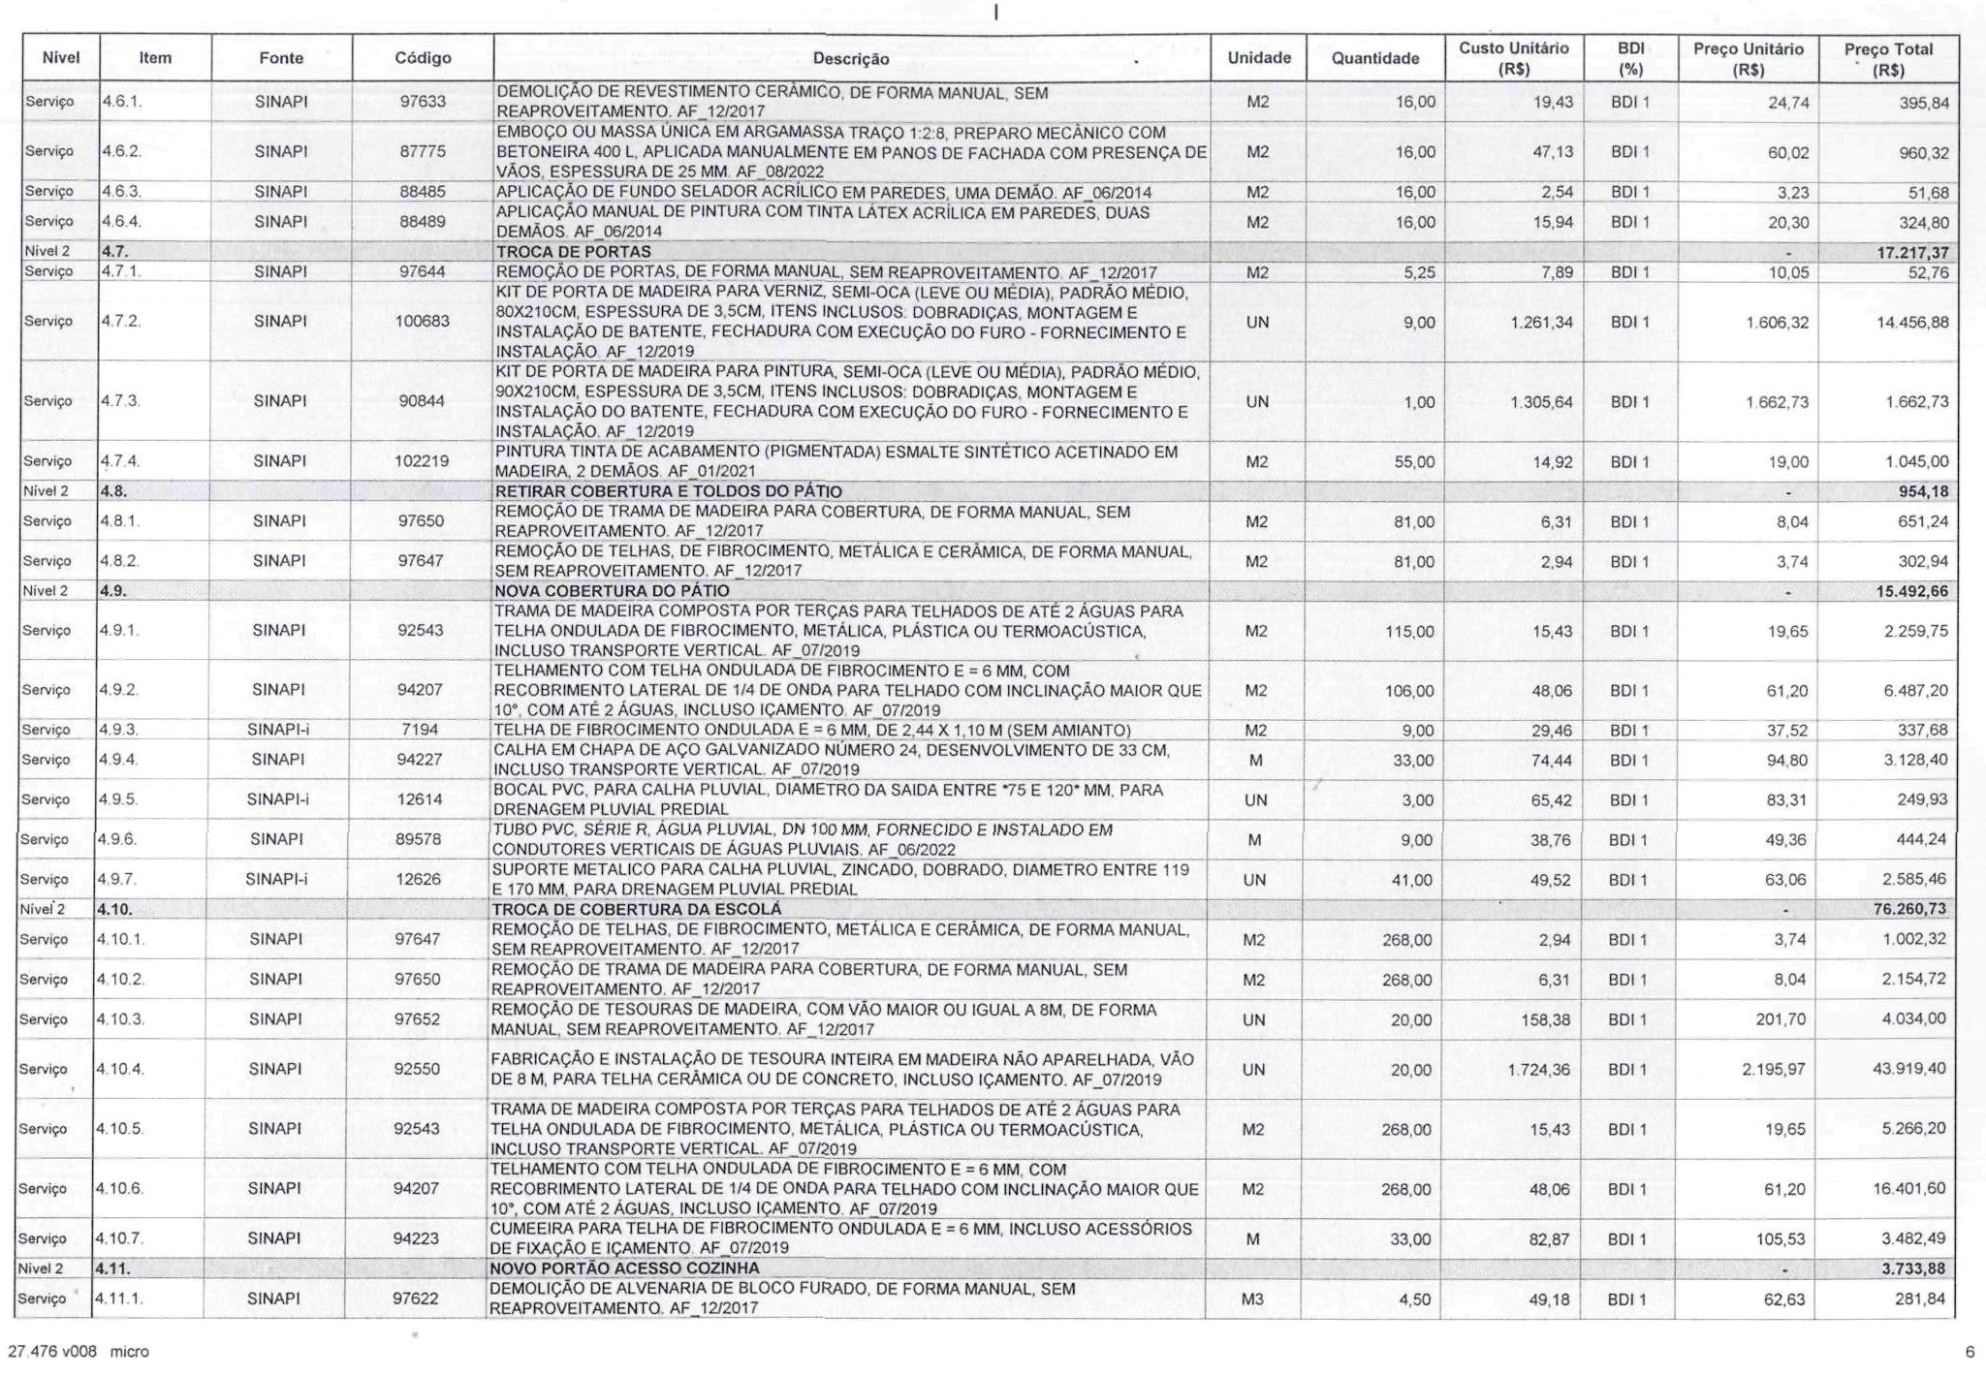 Nível Item Fonte Código Descrição Unidade Quantidade Custo Unitário (R$) BDI (%) Preço Unitário (R$) Preço Total (R$)
Serviço 4.6.1. SINAPI 97633 DEMOLIÇÃO DE REVESTIMENTO CERÂMICO, DE FORMA MANUAL, SEM
REAPROVEITAMENTO. AF_12/2017 M2 16,00 19,43 BDI 1 24,74 395,84
Serviço 4.6.2. SINAPI 87775 EMBOÇO OU MASSA ÚNICA EM ARGAMASSA TRAÇO 1:2:8, PREPARO MECÂNICO COM
BETONEIRA 400 L, APLICADA MANUALMENTE EM PANOS DE FACHADA COM PRESENÇA DE
VÃOS, ESPESSURA DE 25 MM. AF_08/2022 M2 16,00 47,13 BDI 1 60,02 960,32
Serviço 4.6.3. SINAPI 88485 APLICAÇÃO DE FUNDO SELADOR ACRÍLICO EM PAREDES, UMA DEMÃO. AF_06/2014 M2 16,00 2,54 BDI 1 3,23 51,68
Serviço 4.6.4. SINAPI 88489 APLICAÇÃO MANUAL DE PINTURA COM TINTA LÁTEX ACRÍLICA EM PAREDES, DUAS
DEMÃOS. AF_06/2014 M2 16,00 15,94 BDI 1 20,30 324,80
Nível 2 4.7. TROCA DE PORTAS - 17.217,37
Serviço 4.7.1. SINAPI 97644 REMOÇÃO DE PORTAS, DE FORMA MANUAL, SEM REAPROVEITAMENTO. AF_12/2017 M2 5,25 7,89 BDI 1 10,05 52,76
Serviço 4.7.2. SINAPI 100683 KIT DE PORTA DE MADEIRA PARA VERNIZ, SEMI-OCA (LEVE OU MÉDIA), PADRÃO MÉDIO,
80X210CM, ESPESSURA DE 3,5CM, ITENS INCLUSOS: DOBRADIÇAS, MONTAGEM E
INSTALAÇÃO DE BATENTE, FECHADURA COM EXECUÇÃO DO FURO - FORNECIMENTO E
INSTALAÇÃO. AF_12/2019 UN 9,00 1.261,34 BDI 1 1.606,32 14.456,88
Serviço 4.7.3. SINAPI 90844 KIT DE PORTA DE MADEIRA PARA PINTURA, SEMI-OCA (LEVE OU MÉDIA), PADRÃO MÉDIO,
90X210CM, ESPESSURA DE 3,5CM, ITENS INCLUSOS: DOBRADIÇAS, MONTAGEM E
INSTALAÇÃO DO BATENTE, FECHADURA COM EXECUÇÃO DO FURO - FORNECIMENTO E
INSTALAÇÃO. AF_12/2019 UN 1,00 1.305,64 BDI 1 1.662,73 1.662,73
Serviço 4.7.4. SINAPI 102219 PINTURA TINTA DE ACABAMENTO (PIGMENTADA) ESMALTE SINTÉTICO ACETINADO EM
MADEIRA, 2 DEMÃOS. AF_01/2021 M2 55,00 14,92 BDI 1 19,00 1.045,00
Nível 2 4.8. RETIRAR COBERTURA E TOLDOS DO PÁTIO - 954,18
Serviço 4.8.1. SINAPI 97650 REMOÇÃO DE TRAMA DE MADEIRA PARA COBERTURA, DE FORMA MANUAL, SEM
REAPROVEITAMENTO. AF_12/2017 M2 81,00 6,31 BDI 1 8,04 651,24
Serviço 4.8.2. SINAPI 97647 REMOÇÃO DE TELHAS, DE FIBROCIMENTO, METÁLICA E CERÂMICA, DE FORMA MANUAL,
SEM REAPROVEITAMENTO. AF_12/2017 M2 81,00 2,94 BDI 1 3,74 302,94
Nível 2 4.9. NOVA COBERTURA DO PÁTIO - 15.492,66
Serviço 4.9.1. SINAPI 92543 TRAMA DE MADEIRA COMPOSTA POR TERÇAS PARA TELHADOS DE ATÉ 2 ÁGUAS PARA
TELHA ONDULADA DE FIBROCIMENTO, METÁLICA, PLÁSTICA OU TERMOACÚSTICA,
INCLUSO TRANSPORTE VERTICAL. AF_07/2019 M2 115,00 15,43 BDI 1 19,65 2.259,75
Serviço 4.9.2. SINAPI 94207 TELHAMENTO COM TELHA ONDULADA DE FIBROCIMENTO E = 6 MM, COM
RECOBRIMENTO LATERAL DE 1/4 DE ONDA PARA TELHADO COM INCLINAÇÃO MAIOR QUE
10°, COM ATÉ 2 ÁGUAS, INCLUSO IÇAMENTO. AF_07/2019 M2 106,00 48,06 BDI 1 61,20 6.487,20
Serviço 4.9.3. SINAPI-i 7194 TELHA DE FIBROCIMENTO ONDULADA E = 6 MM, DE 2,44 X 1,10 M (SEM AMIANTO) M2 9,00 29,46 BDI 1 37,52 337,68
Serviço 4.9.4. SINAPI 94227 CALHA EM CHAPA DE AÇO GALVANIZADO NÚMERO 24, DESENVOLVIMENTO DE 33 CM,
INCLUSO TRANSPORTE VERTICAL. AF_07/2019 M 33,00 74,44 BDI 1 94,80 3.128,40
Serviço 4.9.5. SINAPI-i 12614 BOCAL PVC, PARA CALHA PLUVIAL, DIAMETRO DA SAIDA ENTRE *75 E 120* MM, PARA
DRENAGEM PLUVIAL PREDIAL UN 3,00 65,42 BDI 1 83,31 249,93
Serviço 4.9.6. SINAPI 89578 TUBO PVC, SÉRIE R, ÁGUA PLUVIAL, DN 100 MM, FORNECIDO E INSTALADO EM
CONDUTORES VERTICAIS DE ÁGUAS PLUVIAIS. AF_06/2022 M 9,00 38,76 BDI 1 49,36 444,24
Serviço 4.9.7. SINAPI-i 12626 SUPORTE METALICO PARA CALHA PLUVIAL, ZINCADO, DOBRADO, DIAMETRO ENTRE 119
E 170 MM, PARA DRENAGEM PLUVIAL PREDIAL UN 41,00 49,52 BDI 1 63,06 2.585,46
Nível 2 4.10. TROCA DE COBERTURA DA ESCOLA - 76.260,73
Serviço 4.10.1. SINAPI 97647 REMOÇÃO DE TELHAS, DE FIBROCIMENTO, METÁLICA E CERÂMICA, DE FORMA MANUAL,
SEM REAPROVEITAMENTO. AF_12/2017 M2 268,00 2,94 BDI 1 3,74 1.002,32
Serviço 4.10.2. SINAPI 97650 REMOÇÃO DE TRAMA DE MADEIRA PARA COBERTURA, DE FORMA MANUAL, SEM
REAPROVEITAMENTO. AF_12/2017 M2 268,00 6,31 BDI 1 8,04 2.154,72
Serviço 4.10.3. SINAPI 97652 REMOÇÃO DE TESOURAS DE MADEIRA, COM VÃO MAIOR OU IGUAL A 8M, DE FORMA
MANUAL, SEM REAPROVEITAMENTO. AF_12/2017 UN 20,00 158,38 BDI 1 201,70 4.034,00
Serviço 4.10.4. SINAPI 92550 FABRICAÇÃO E INSTALAÇÃO DE TESOURA INTEIRA EM MADEIRA NÃO APARELHADA, VÃO
DE 8 M, PARA TELHA CERÂMICA OU DE CONCRETO, INCLUSO IÇAMENTO. AF_07/2019 UN 20,00 1.724,36 BDI 1 2.195,97 43.919,40
Serviço 4.10.5. SINAPI 92543 TRAMA DE MADEIRA COMPOSTA POR TERÇAS PARA TELHADOS DE ATÉ 2 ÁGUAS PARA
TELHA ONDULADA DE FIBROCIMENTO, METÁLICA, PLÁSTICA OU TERMOACÚSTICA,
INCLUSO TRANSPORTE VERTICAL. AF_07/2019 M2 268,00 15,43 BDI 1 19,65 5.266,20
Serviço 4.10.6. SINAPI 94207 TELHAMENTO COM TELHA ONDULADA DE FIBROCIMENTO E = 6 MM, COM
RECOBRIMENTO LATERAL DE 1/4 DE ONDA PARA TELHADO COM INCLINAÇÃO MAIOR QUE
10°, COM ATÉ 2 ÁGUAS, INCLUSO IÇAMENTO. AF_07/2019 M2 268,00 48,06 BDI 1 61,20 16.401,60
Serviço 4.10.7. SINAPI 94223 CUMEEIRA PARA TELHA DE FIBROCIMENTO ONDULADA E = 6 MM, INCLUSO ACESSÓRIOS
DE FIXAÇÃO E IÇAMENTO. AF_07/2019 M 33,00 82,87 BDI 1 105,53 3.482,49
Nível 2 4.11. NOVO PORTÃO ACESSO COZINHA - 3.733,88
Serviço 4.11.1. SINAPI 97622 DEMOLIÇÃO DE ALVENARIA DE BLOCO FURADO, DE FORMA MANUAL, SEM
REAPROVEITAMENTO. AF_12/2017 M3 4,50 49,18 BDI 1 62,63 281,84
27.476 v008 micro 6